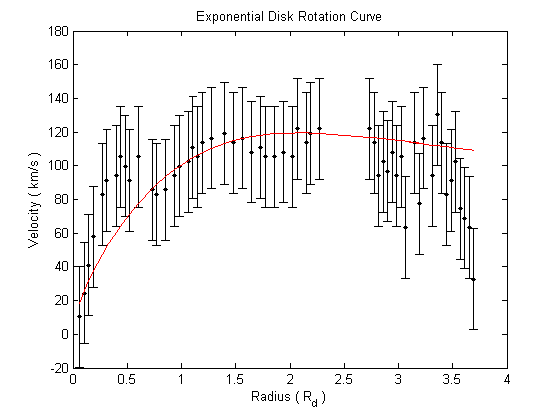 Exponential Disk Rotation Curve
180
160
140
120
100
80
60
40
20
0
-20
Velocity ( km/s )
0 0.5 1 1.5 2 2.5 3 3.5 4
Radius ( R_d )